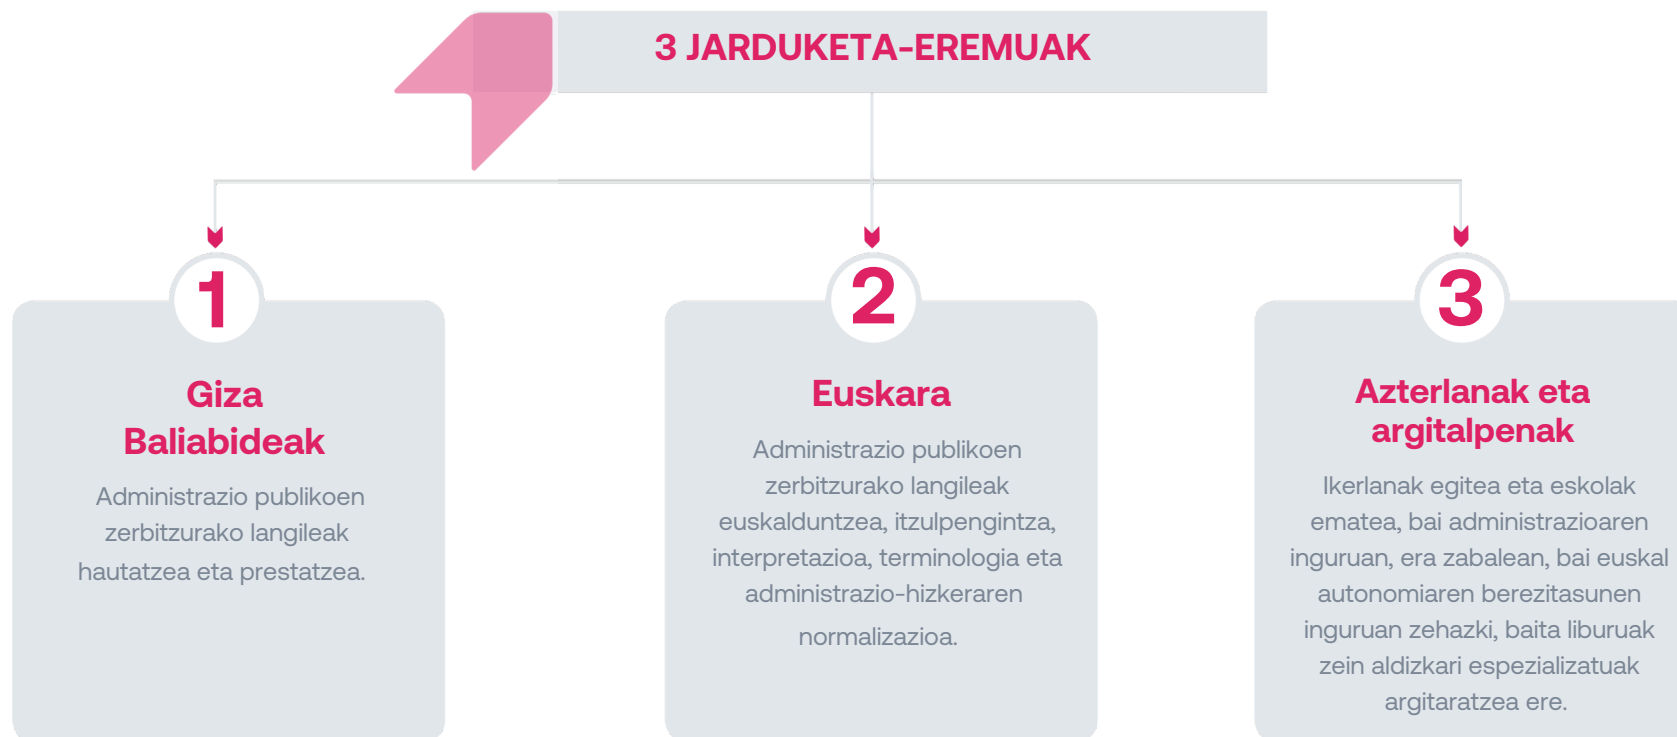 3 JARDUKETA-EREMUAK
1
Giza
Baliabideak
Administrazio publikoen
zerbitzurako langileak
hautatzea eta prestatzea.
2
Euskara
Administrazio publikoen
zerbitzurako langileak
euskalduntzea, itzulpengintza,
interpretazioa, terminologia eta
administrazio-hizkeraren
normalizazioa.
3
Azterlanak eta
argitalpenak
Ikerlanak egitea eta eskolak
ematea, bai administrazioaren
inguruan, era zabalean, bai euskal
autonomiaren berezitasunen
inguruan zehazki, baita liburuak
zein aldizkari espezializatuak
argitaratzea ere.